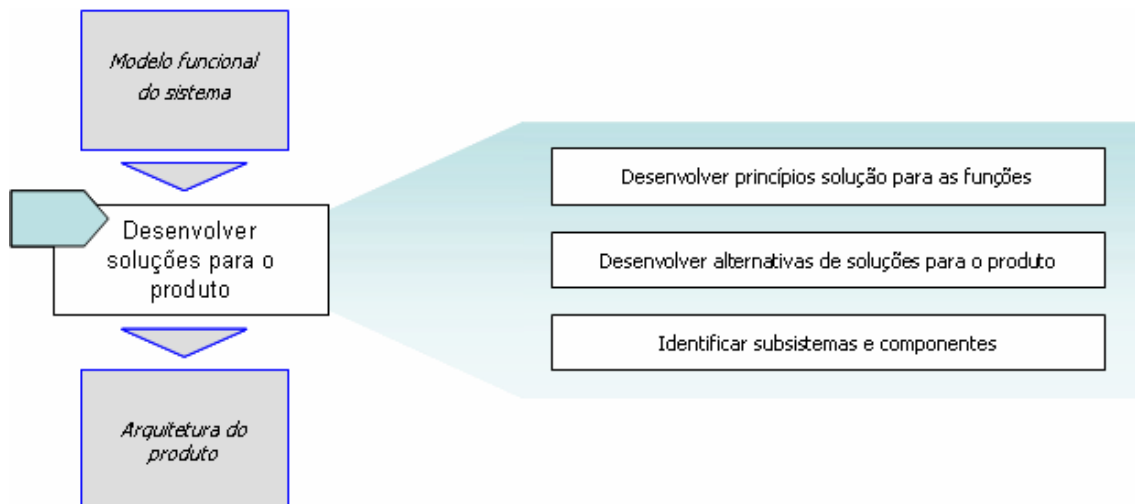 Modelo funcional
do sistema
Desenvolver
soluções para o
produto
Arquitetura do
produto
Desenvolver princípios solução para as funções
Desenvolver alternativas de soluções para o produto
Identificar subsistemas e componentes